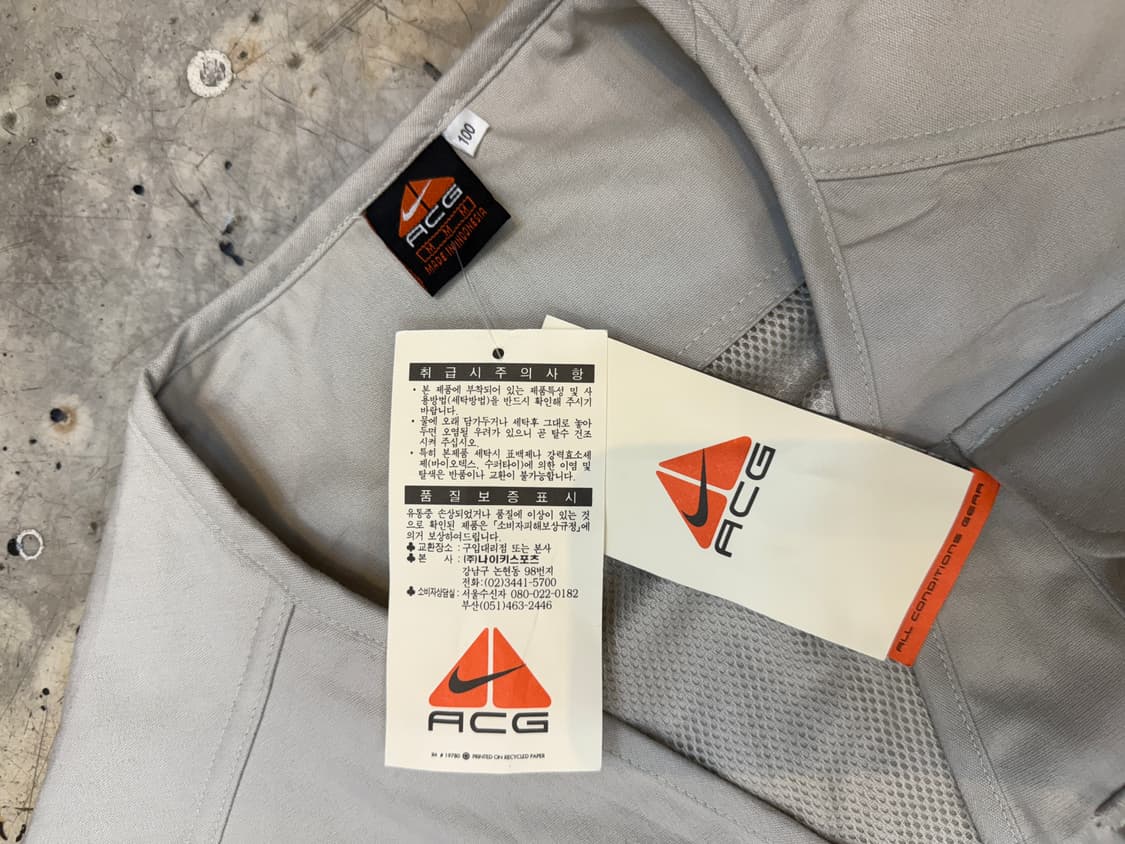 100
ACG
M M M
MADE IN INDONESIA
취급시주의사항
• 본 제품에 부착되어 있는 제품특성 및 사
용방법(세탁방법)을 반드시 확인해 주시기
바랍니다.
• 물에 오래 담가두거나 세탁후 그대로 놓아
두면 오염될 우려가 있으니 곧 탈수 건조
시켜 주십시오.
• 특히 본제품 세탁시 표백제나 강력효소세
제(바이오텍스, 수퍼타이)에 의한 이염 및
탈색은 반품이나 교환이 불가능합니다.
품질보증표시
유통중 손상되었거나 품질에 이상이 있는 것
으로 확인된 제품은 「소비자피해보상규정」에
의거 보상하여드립니다.
♣ 교환장소 : 구입대리점 또는 본사
♣ 본 사 : (주)나이키스포츠
강남구 논현동 98번지
전화:(02)3441-5700
♣ 소비자상담실 : 서울수신자 080-022-0182
부산(051)463-2446
ACG
R4 # 19780 PRINTED ON RECYCLED PAPER
ACG
ALL CONDITIONS GEAR